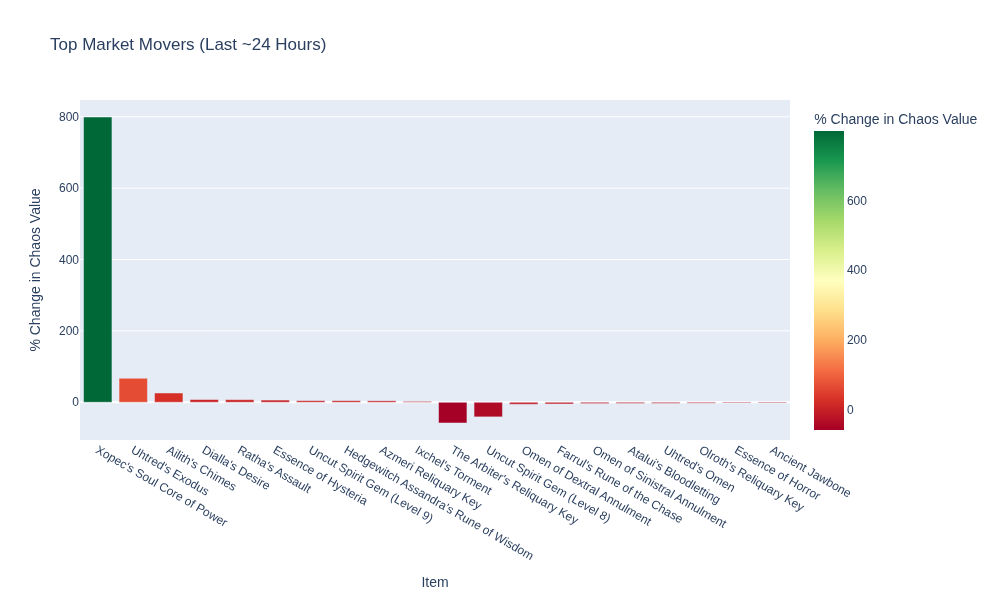 Top Market Movers (Last ~24 Hours)
% Change in Chaos Value
800
600
400
200
0
% Change in Chaos Value
600
400
200
0
Xopec's Soul Core of Power
Uhtred's Exodus
Ailith's Chimes
Dialla's Desire
Ratha's Assault
Essence of Hysteria
Uncut Spirit Gem (Level 9)
Hedgewitch Assandra's Rune of Wisdom
Azmeri Reliquary Key
Ixchel's Torment
The Arbiter's Reliquary Key
Uncut Spirit Gem (Level 8)
Omen of Dextral Annulment
Farrul's Rune of the Chase
Omen of Sinistral Annulment
Atalui's Bloodletting
Uhtred's Omen
Olroth's Reliquary Key
Essence of Horror
Ancient Jawbone
Item